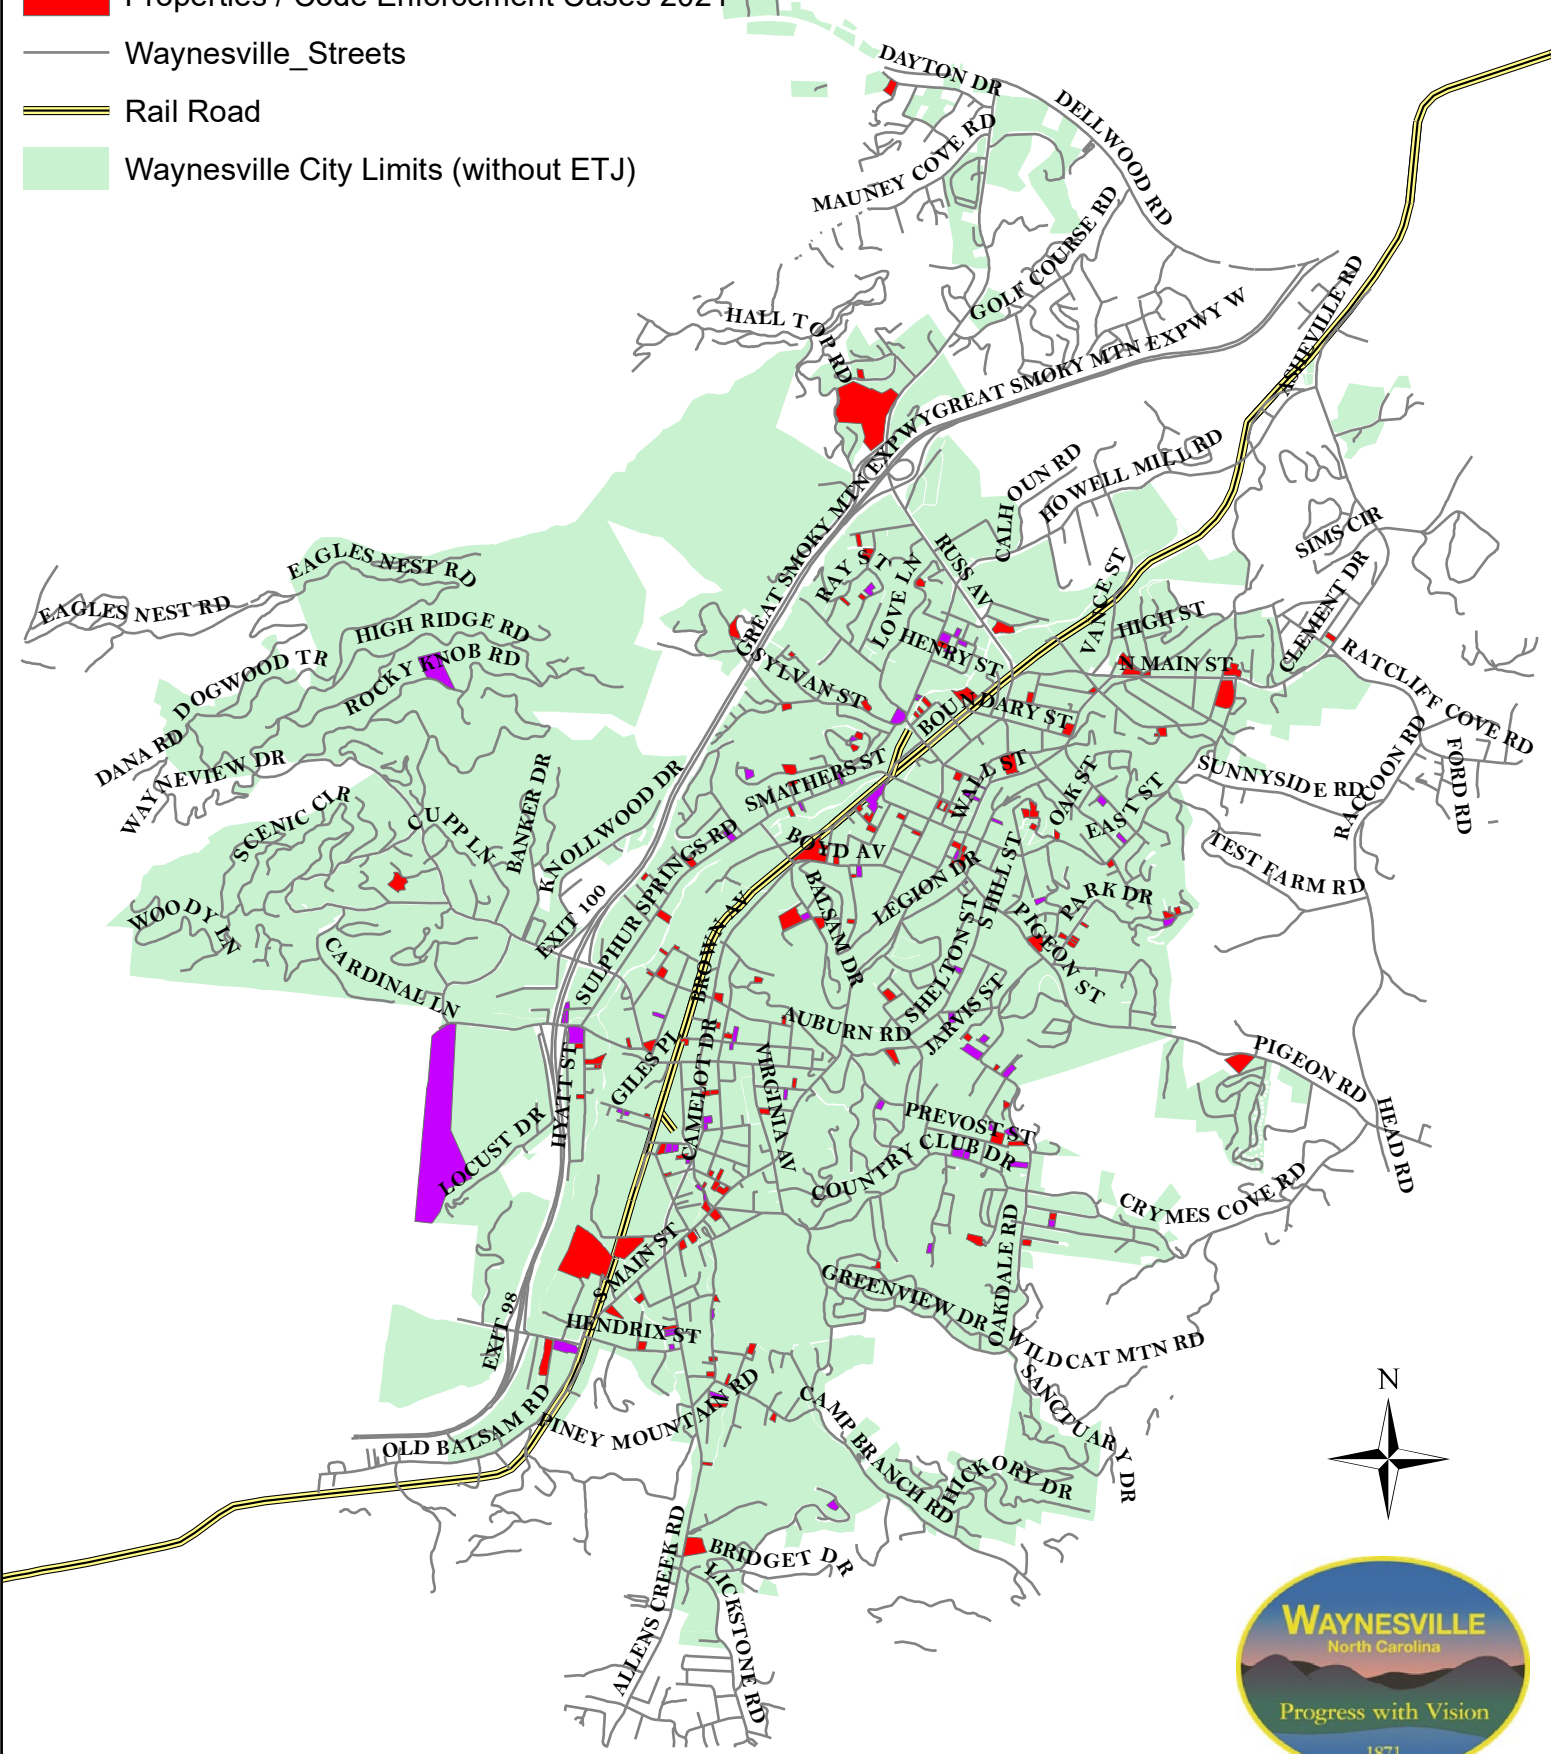 Properties / Code Enforcement Cases 2021
Waynesville_Streets
Rail Road
Waynesville City Limits (without ETJ)
DAYTON DR
DELLWOOD RD
MAUNEY COVE RD
GOLF COURSE RD
HALL TOP RD
GREAT SMOKY MTN EXPWY W
ASHEVILLE RD
GREAT SMOKY MTN EXPWY
CALHOUN RD
HOWELL MILL RD
SIMS CIR
EAGLES NEST RD
EAGLES NEST RD
RAY ST
LOVE LN
RUSS AV
VANCE ST
HIGH ST
CLEMENT DR
HIGH RIDGE RD
HENRY ST
N MAIN ST
RATCLIFF COVE RD
DOGWOOD TR
ROCKY KNOB RD
SYLVAN ST
BOUNDARY ST
DANA RD
WAYNEVIEW DR
SMATHERS ST
WALL ST
OAK ST
EAST ST
SUNNYSIDE RD
RACCOON RD
FORD RD
SCENIC CIR
CUPP LN
BANKER DR
KNOLLWOOD DR
SULPHUR SPRINGS RD
BOYD AV
LEGION DR
S HILL ST
TEST FARM RD
PARK DR
WOODY LN
EXIT 100
BROWN AV
BALSAM DR
SHELTON ST
PIGEON ST
CARDINAL LN
AUBURN RD
JARVIS ST
HYATT ST
GILES PL
CAMELOT DR
VIRGINIA AV
PIGEON RD
HEAD RD
LOCUST DR
PREVOST ST
COUNTRY CLUB DR
CRYMES COVE RD
S MAIN ST
OAKDALE RD
GREENVIEW DR
EXIT 98
HENDRIX ST
WILDCAT MTN RD
SANCTUARY DR
OLD BALSAM RD
PINEY MOUNTAIN RD
CAMP BRANCH RD
HICKORY DR
N
ALLENS CREEK RD
BRIDGET DR
LICKSTONE RD
WAYNESVILLE
North Carolina
Progress with Vision
1871